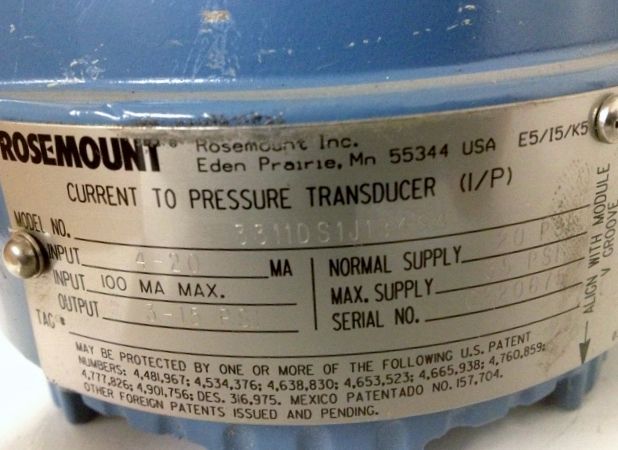 ROSEMOUNT® Rosemount Inc. E5/I5/K5
Eden Prairie, Mn 55344 USA
CURRENT TO PRESSURE TRANSDUCER (I/P)
MODEL NO.
INPUT 4-20 MA NORMAL SUPPLY
INPUT 100 MA MAX. MAX. SUPPLY
OUTPUT 3-15 PSI SERIAL NO.
TAG
ALIGN WITH MODULE
V GROOVE
MAY BE PROTECTED BY ONE OR MORE OF THE FOLLOWING U.S. PATENT
NUMBERS: 4,481,967; 4,534,376; 4,638,830; 4,653,523; 4,665,938; 4,760,859;
4,777,826; 4,901,756; DES. 316,975. MEXICO PATENTADO NO. 157,704.
OTHER FOREIGN PATENTS ISSUED AND PENDING.